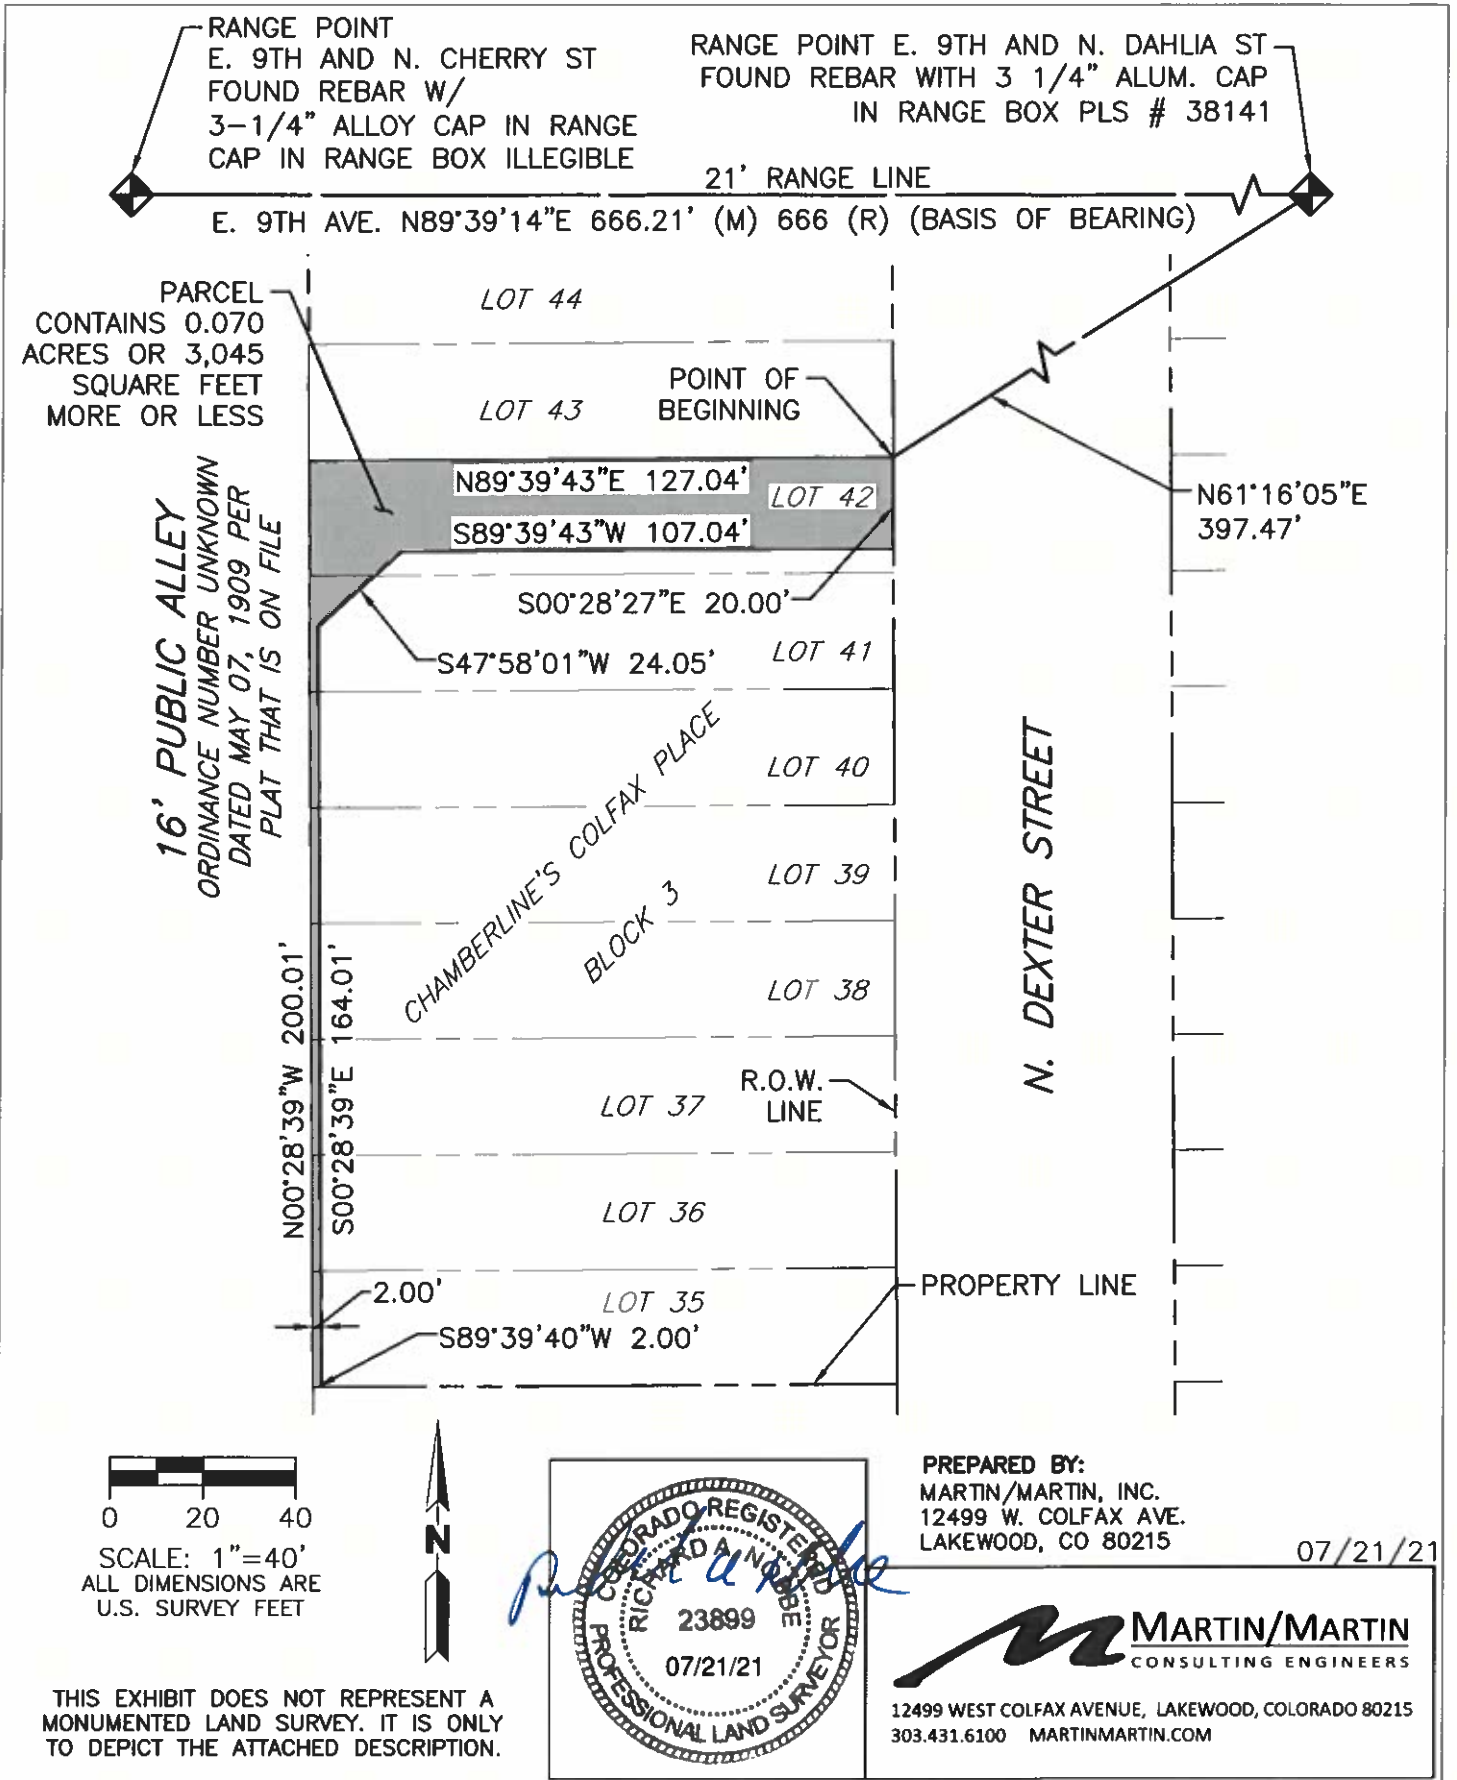 RANGE POINT
E. 9TH AND N. CHERRY ST
FOUND REBAR W/
3-1/4" ALLOY CAP IN RANGE
CAP IN RANGE BOX ILLEGIBLE
RANGE POINT E. 9TH AND N. DAHLIA ST
FOUND REBAR WITH 3 1/4" ALUM. CAP
IN RANGE BOX PLS # 38141
21' RANGE LINE
E. 9TH AVE. N89°39'14"E 666.21' (M) 666 (R) (BASIS OF BEARING)
PARCEL
CONTAINS 0.070
ACRES OR 3,045
SQUARE FEET
MORE OR LESS
LOT 44
LOT 43
POINT OF
BEGINNING
N89°39'43"E 127.04'
LOT 42
S89°39'43"W 107.04'
N61°16'05"E
397.47'
S00°28'27"E 20.00'
S47°58'01"W 24.05'
LOT 41
16' PUBLIC ALLEY
ORDINANCE NUMBER UNKNOWN
DATED MAY 07, 1909 PER
PLAT THAT IS ON FILE
CHAMBERLINE'S COLFAX PLACE
BLOCK 3
LOT 40
LOT 39
LOT 38
N. DEXTER STREET
N00°28'39"W 200.01'
S00°28'39"E 164.01'
R.O.W.
LINE
LOT 37
LOT 36
2.00'
LOT 35
PROPERTY LINE
S89°39'40"W 2.00'
0 20 40
SCALE: 1"=40'
ALL DIMENSIONS ARE
U.S. SURVEY FEET
N
THIS EXHIBIT DOES NOT REPRESENT A
MONUMENTED LAND SURVEY. IT IS ONLY
TO DEPICT THE ATTACHED DESCRIPTION.
COLORADO REGISTERED
RICHARD A. NOBBE
23899
07/21/21
PROFESSIONAL LAND SURVEYOR
PREPARED BY:
MARTIN/MARTIN, INC.
12499 W. COLFAX AVE.
LAKEWOOD, CO 80215
07/21/21
MARTIN/MARTIN
CONSULTING ENGINEERS
12499 WEST COLFAX AVENUE, LAKEWOOD, COLORADO 80215
303.431.6100 MARTINMARTIN.COM